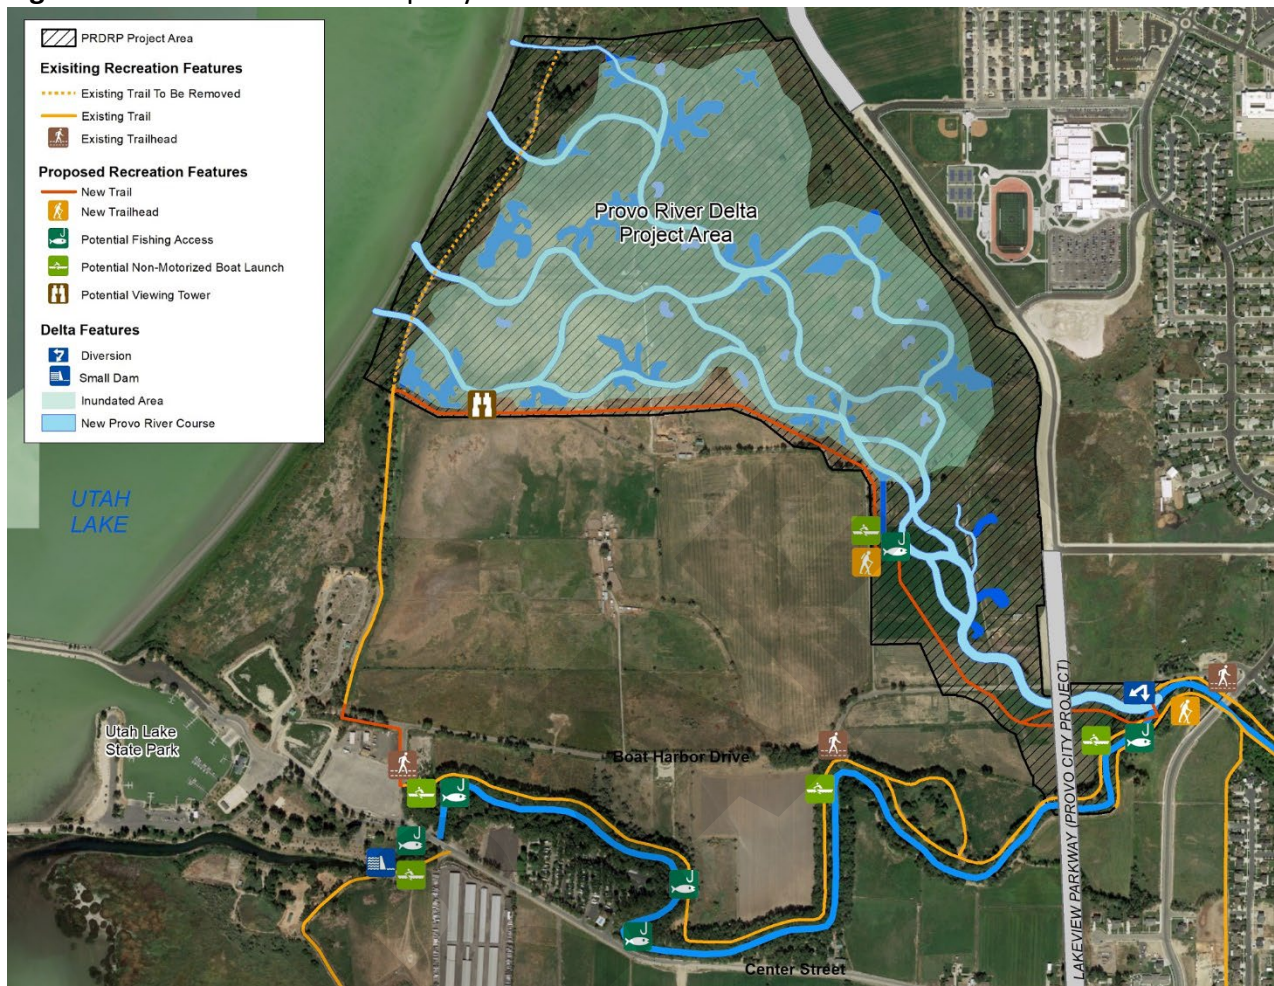 PRDRP Project Area
Exisiting Recreation Features
Existing Trail To Be Removed
Existing Trail
Existing Trailhead
Proposed Recreation Features
New Trail
New Trailhead
Potential Fishing Access
Potential Non-Motorized Boat Launch
Potential Viewing Tower
Delta Features
Diversion
Small Dam
Inundated Area
New Provo River Course
Provo River Delta
Project Area
UTAH
LAKE
Utah Lake
State Park
Boat Harbor Drive
LAKEVIEW PARKWAY (PROVO CITY PROJECT)
Center Street